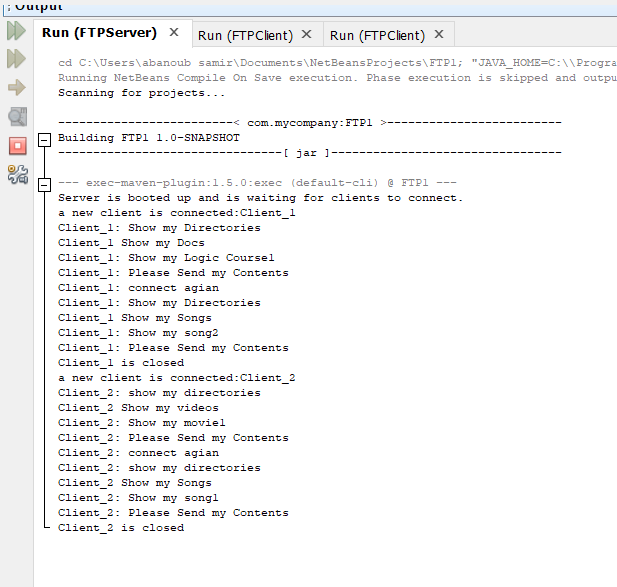 Output
Run (FTPServer) × Run (FTPClient) × Run (FTPClient) ×
cd C:\Users\abanoub samir\Documents\NetBeansProjects\FTP1; "JAVA_HOME=C:\\Progra
Running NetBeans Compile On Save execution. Phase execution is skipped and outpu
Scanning for projects...
-------------------------< com.mycompany:FTP1 >-------------------------
Building FTP1 1.0-SNAPSHOT
--------------------------------[ jar ]---------------------------------
--- exec-maven-plugin:1.5.0:exec (default-cli) @ FTP1 ---
Server is booted up and is waiting for clients to connect.
a new client is connected:Client_1
Client_1: Show my Directories
Client_1 Show my Docs
Client_1: Show my Logic Course1
Client_1: Please Send my Contents
Client_1: connect agian
Client_1: Show my Directories
Client_1 Show my Songs
Client_1: Show my song2
Client_1: Please Send my Contents
Client_1 is closed
a new client is connected:Client_2
Client_2: show my directories
Client_2 Show my videos
Client_2: Show my movie1
Client_2: Please Send my Contents
Client_2: connect agian
Client_2: show my directories
Client_2 Show my Songs
Client_2: Show my song1
Client_2: Please Send my Contents
Client_2 is closed